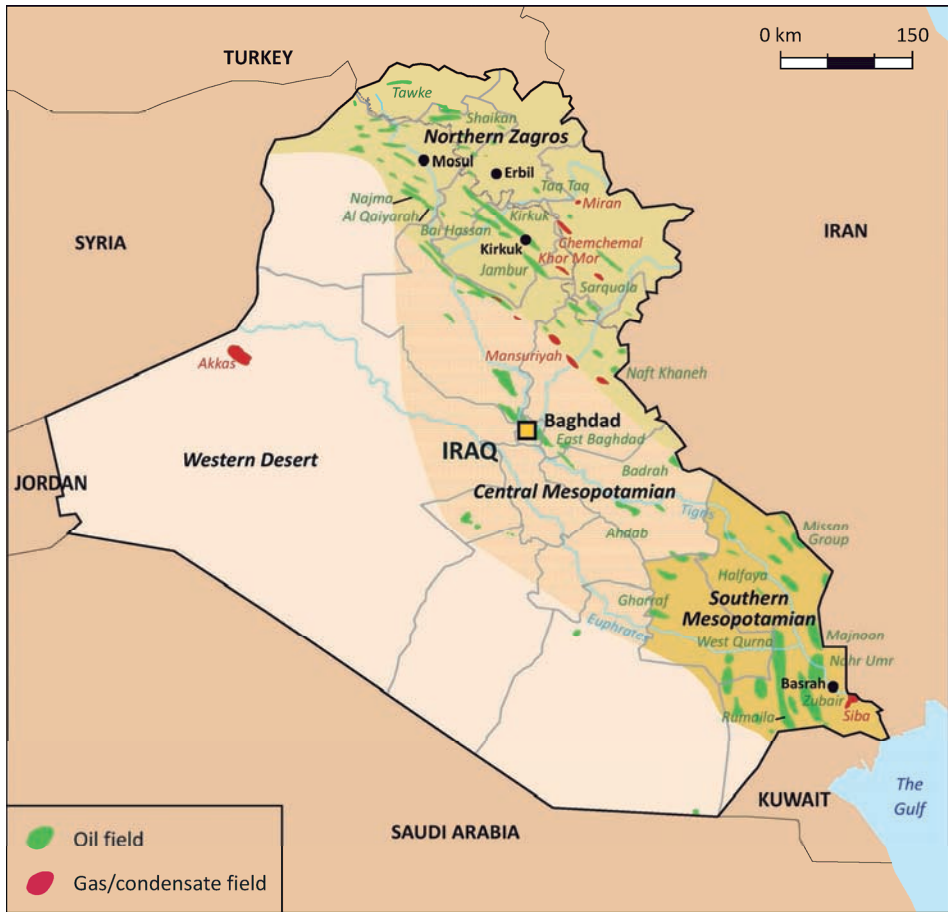 0 km 150
TURKEY
Tawke
Shaikan
Northern Zagros
Mosul
Erbil
Taq Taq
Najma
Miran
Al Qaiyarah
Kirkuk
Bai Hassan
SYRIA
IRAN
Kirkuk
Chemchemal
Khor Mor
Jambur
Sarquala
Mansuriyah
Akkas
Naft Khaneh
Baghdad
East Baghdad
IRAQ
Western Desert
Badrah
JORDAN
Central Mesopotamian
Tigris
Missan
Group
Ahdab
Halfaya
Gharraf
Southern
Mesopotamian
Euphrates
West Qurna
Majnoon
Nahr Umr
Basrah
Zubair
Rumaila
Siba
The
Gulf
KUWAIT
SAUDI ARABIA
Oil field
Gas/condensate field